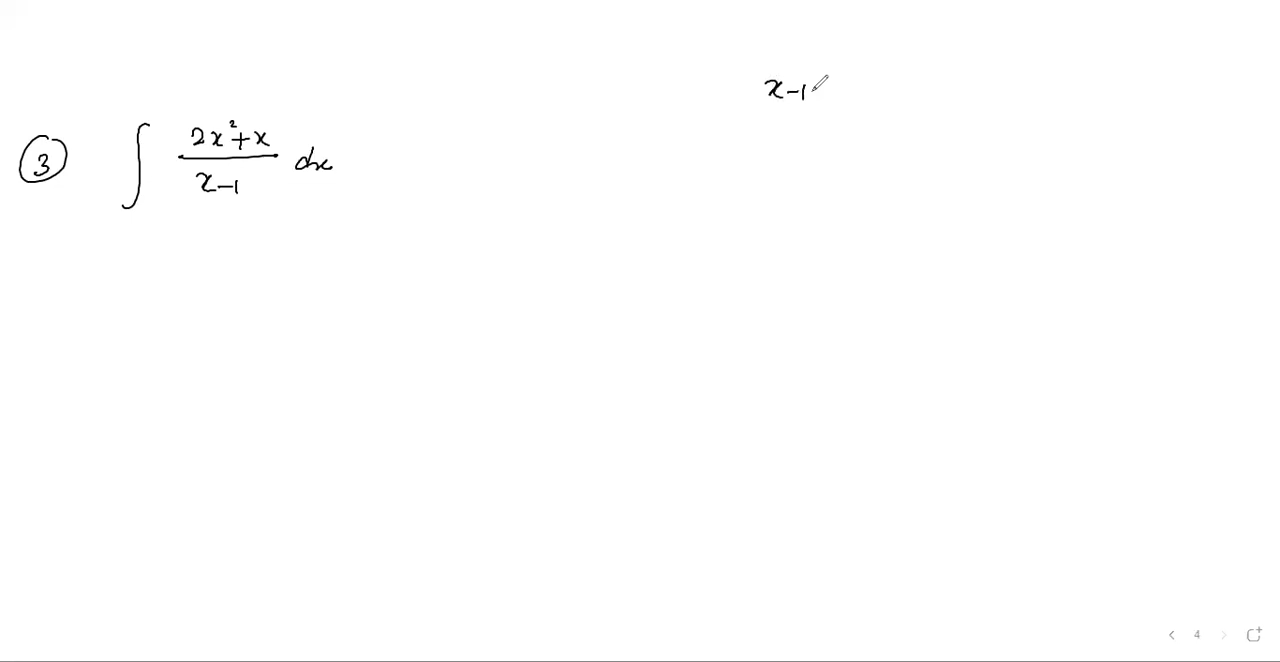 x-1
③ ∫ (2x²+x)/(x-1) dx
4